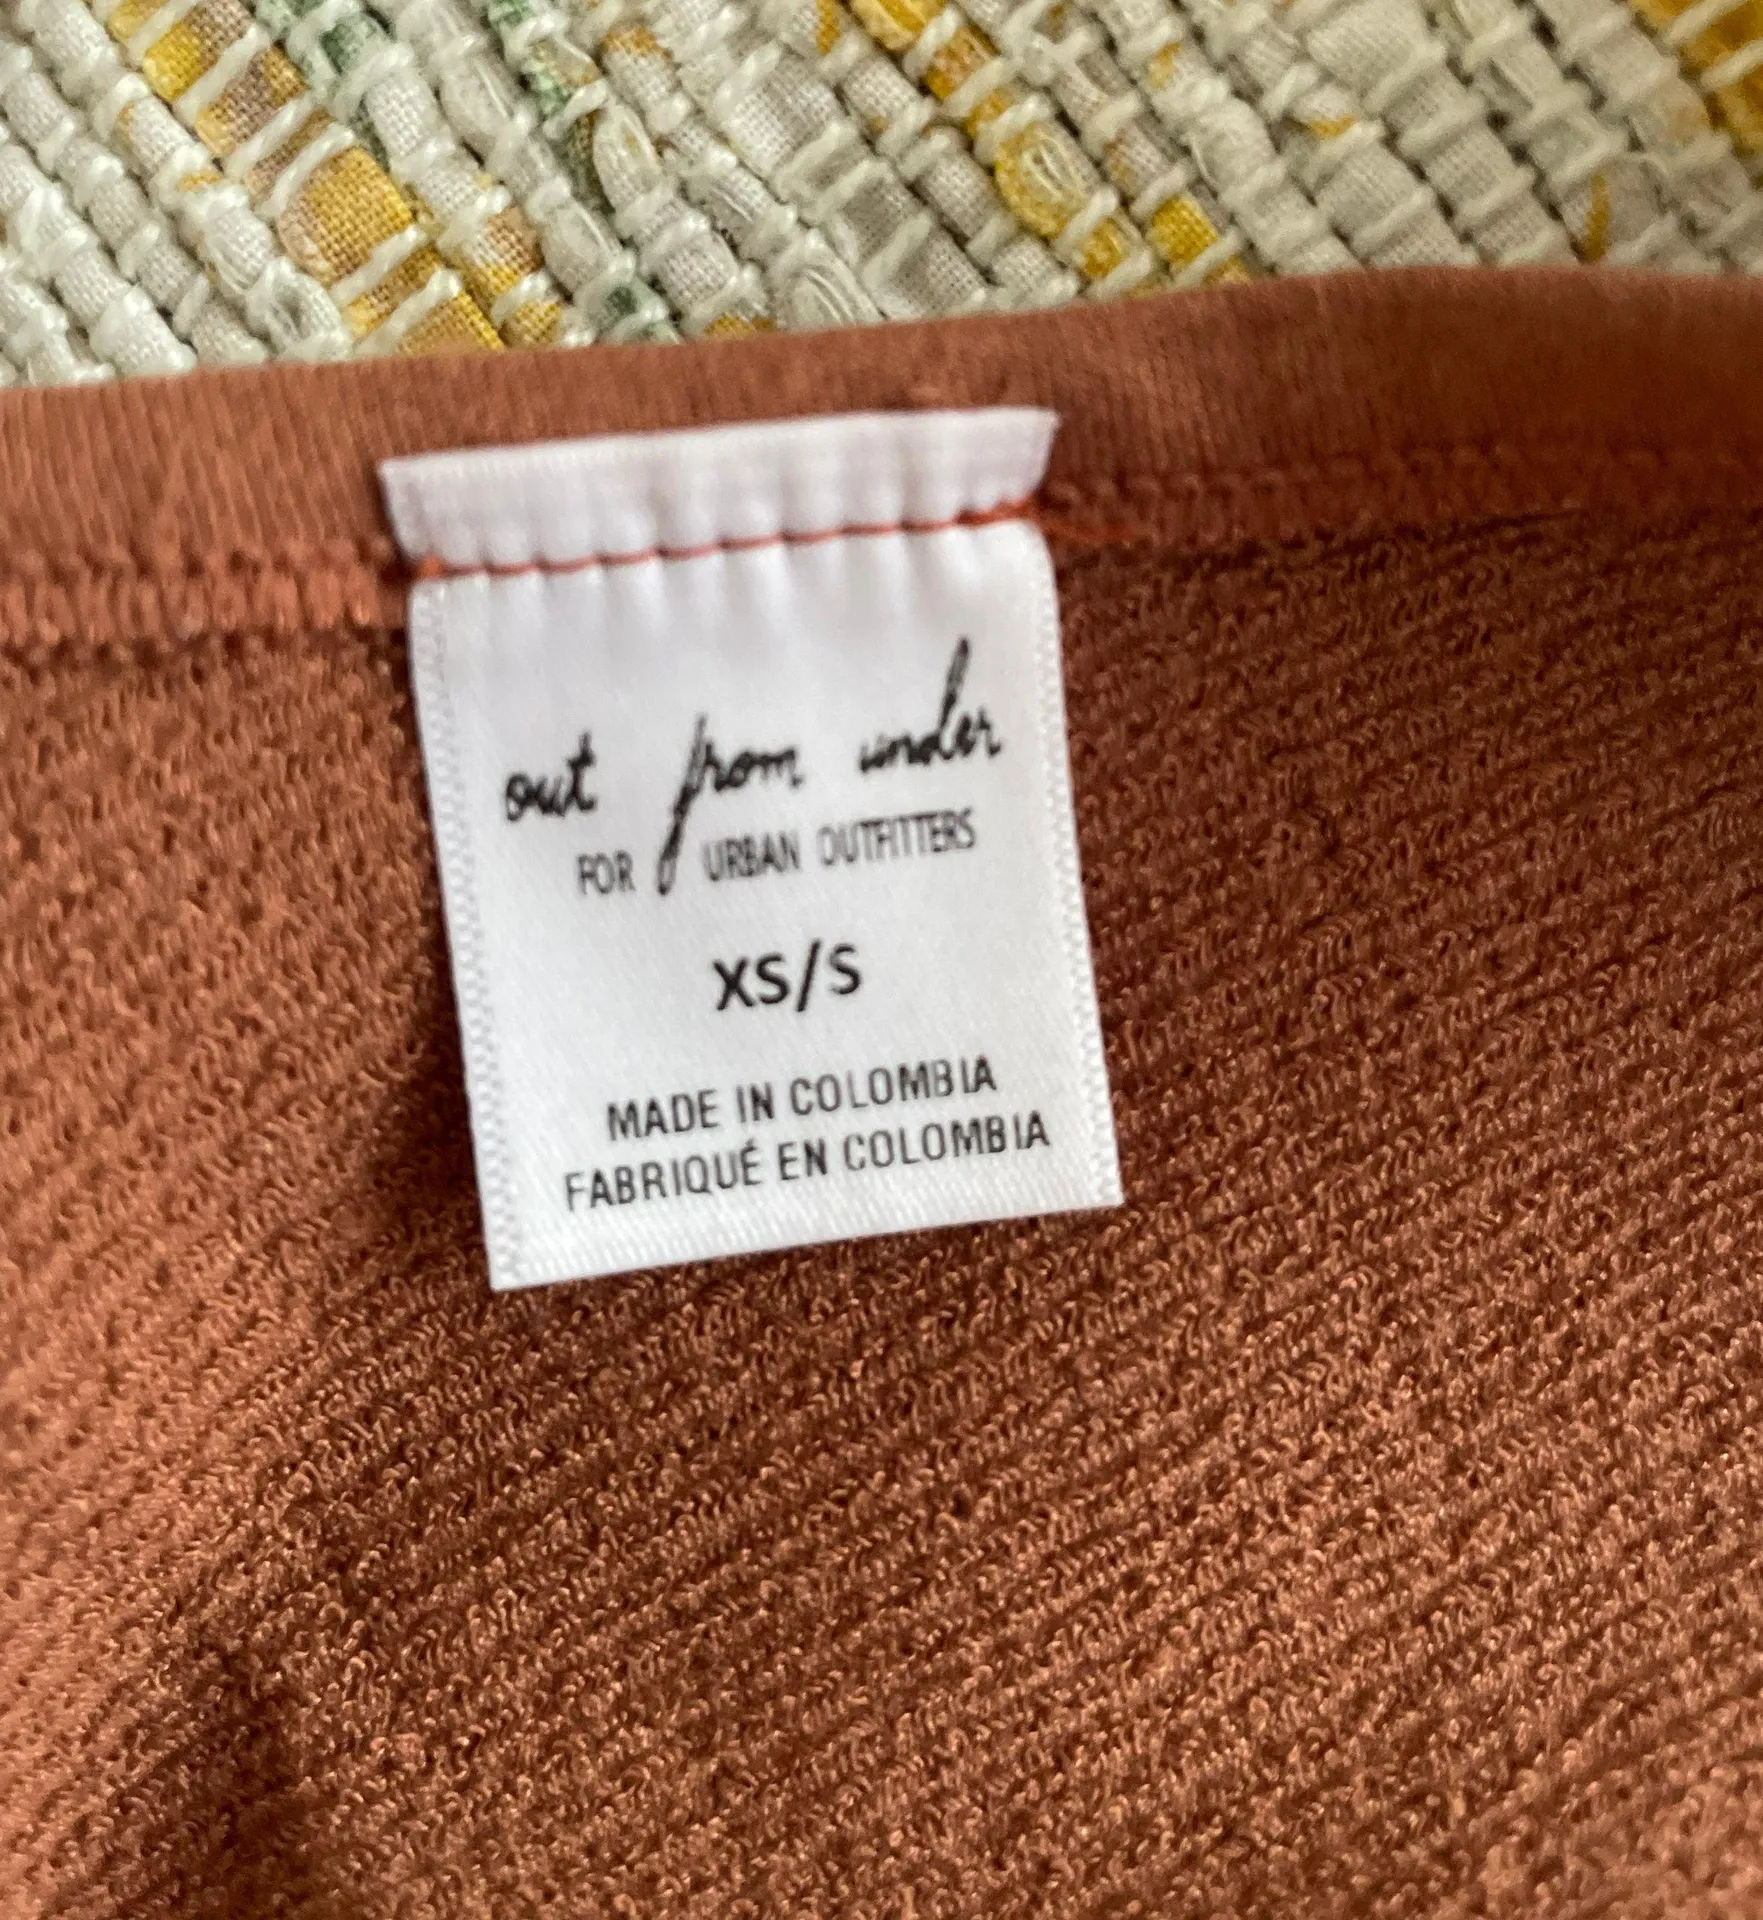 out from under
FOR URBAN OUTFITTERS
XS/S
MADE IN COLOMBIA
FABRIQUÉ EN COLOMBIA